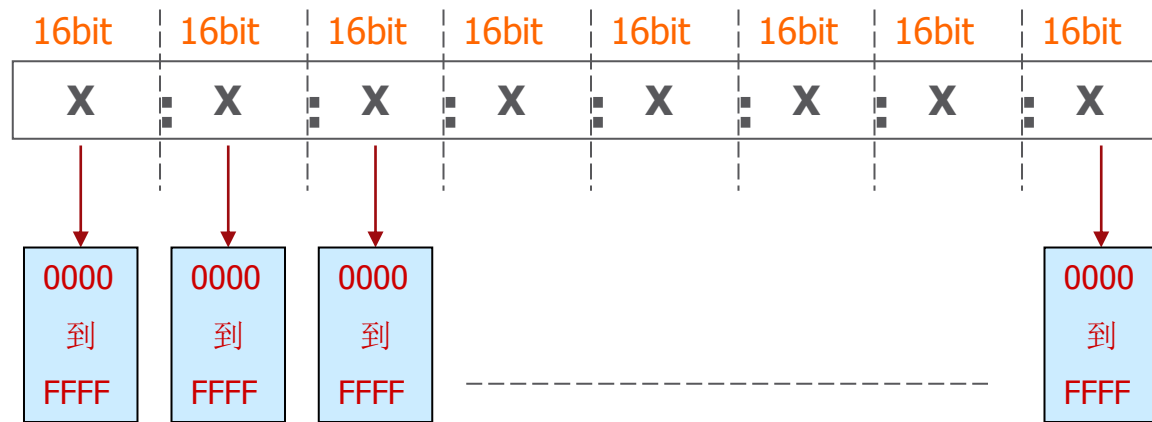 16bit 16bit 16bit 16bit 16bit 16bit 16bit 16bit
X : X : X : X : X : X : X : X
0000 0000 0000 0000
到 到 到 到
FFFF FFFF FFFF FFFF